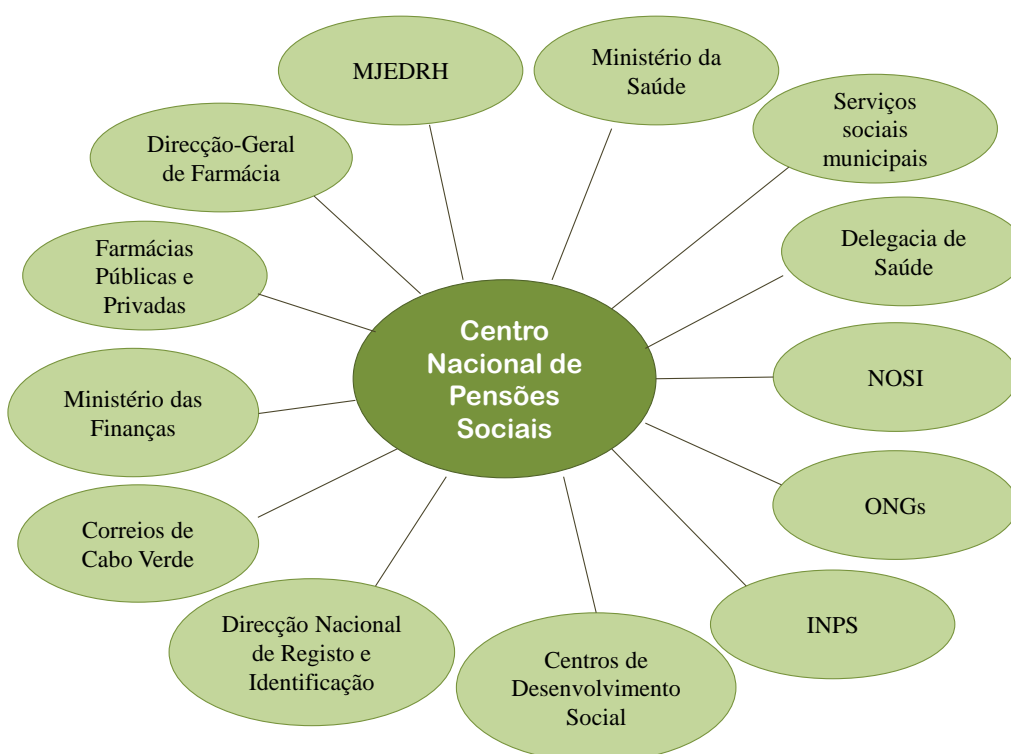 MJEDRH
Ministério da
Saúde
Serviços
sociais
municipais
Direcção-Geral
de Farmácia
Delegacia de
Saúde
Farmácias
Públicas e
Privadas
Centro
Nacional de
Pensões
Sociais
NOSI
Ministério das
Finanças
ONGs
Correios de
Cabo Verde
INPS
Direcção Nacional
de Registo e
Identificação
Centros de
Desenvolvimento
Social